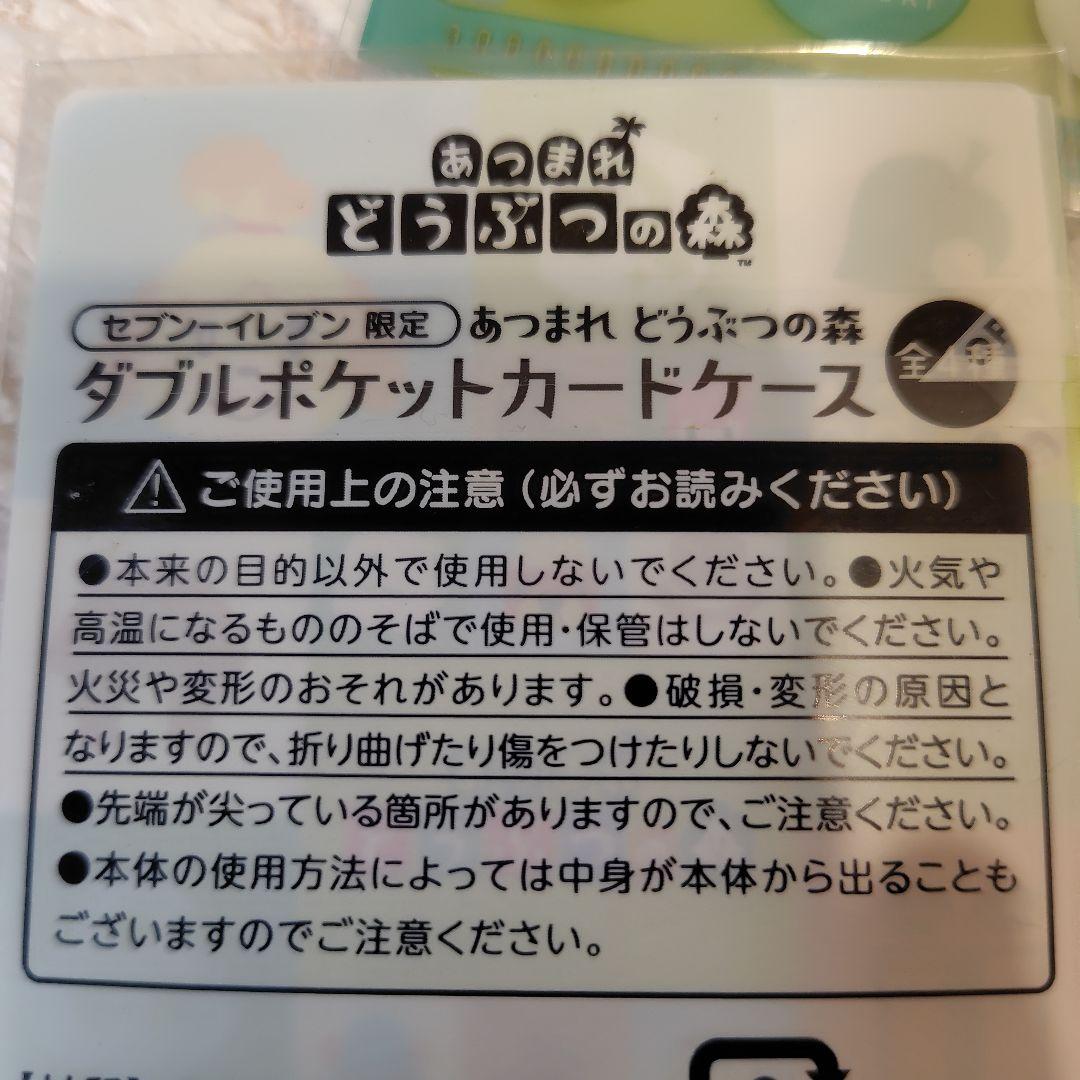 あつまれ
どうぶつの森
TM
セブン-イレブン 限定 あつまれ どうぶつの森
ダブルポケットカードケース
ご使用上の注意(必ずお読みください)
●本来の目的以外で使用しないでください。●火気や
高温になるもののそばで使用・保管はしないでください。
火災や変形のおそれがあります。●破損・変形の原因と
なりますので、折り曲げたり傷をつけたりしないでください。
●先端が尖っている箇所がありますので、ご注意ください。
●本体の使用方法によっては中身が本体から出ることも
ございますのでご注意ください。